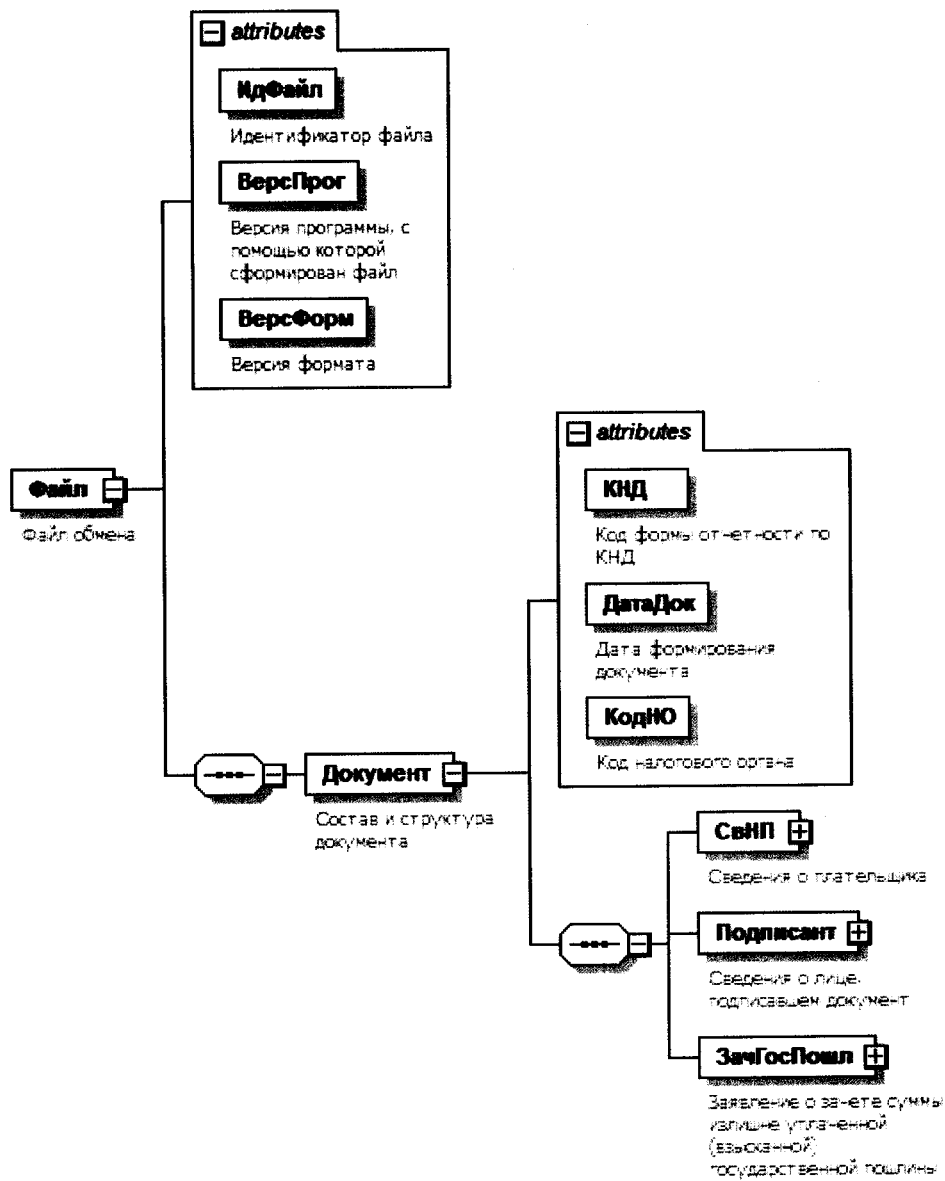 attributes
ИдФайл
Идентификатор файла
ВерсПрог
Версия программы, с
помощью которой
сформирован файл
ВерсФорм
Версия формата
Файл
Файл обмена
attributes
КНД
Код формы отчетности по
КНД
ДатаДок
Дата формирования
документа
КодНО
Код налогового органа
Документ
Состав и структура
документа
СвНП
Сведения о плательщика
Подписант
Сведения о лице,
подписавшем документ
ЗачГосПошл
Заявление о зачете суммы
излишне уплаченной
(взысканной)
государственной пошлины